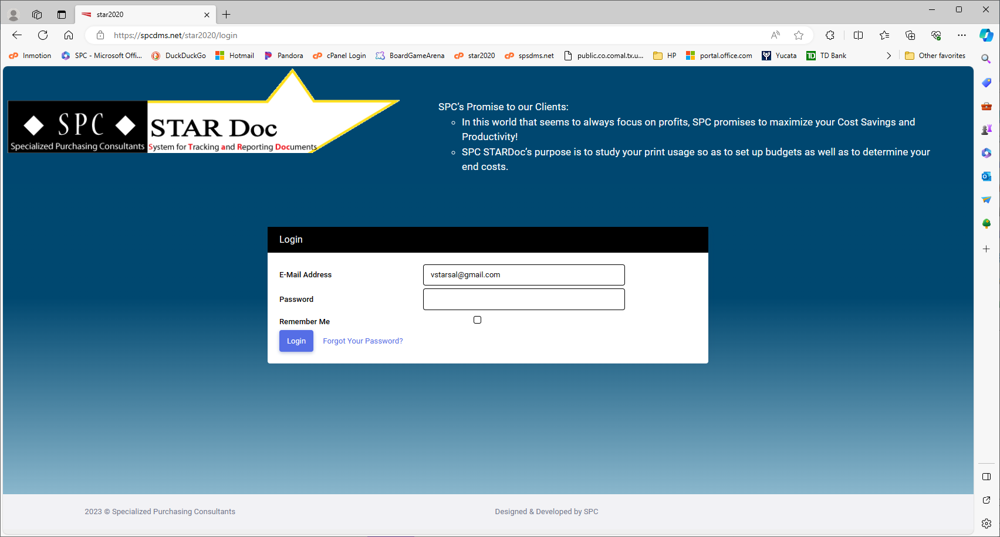 star2020
https://spcdms.net/star2020/login
Inmotion
SPC - Microsoft Offi...
DuckDuckGo
Hotmail
Pandora
cPanel Login
BoardGameArena
star2020
spsdms.net
public.co.comal.tx.u...
HP
portal.office.com
Yucata
TD Bank
Other favorites
SPC
Specialized Purchasing Consultants
STAR Doc
System for Tracking and Reporting Documents
SPC’s Promise to our Clients:
In this world that seems to always focus on profits, SPC promises to maximize your Cost Savings and
Productivity!
SPC STARDoc’s purpose is to study your print usage so as to set up budgets as well as to determine your
end costs.
Login
E-Mail Address
vstarsal@gmail.com
Password
Remember Me
Login
Forgot Your Password?
2023 © Specialized Purchasing Consultants
Designed & Developed by SPC